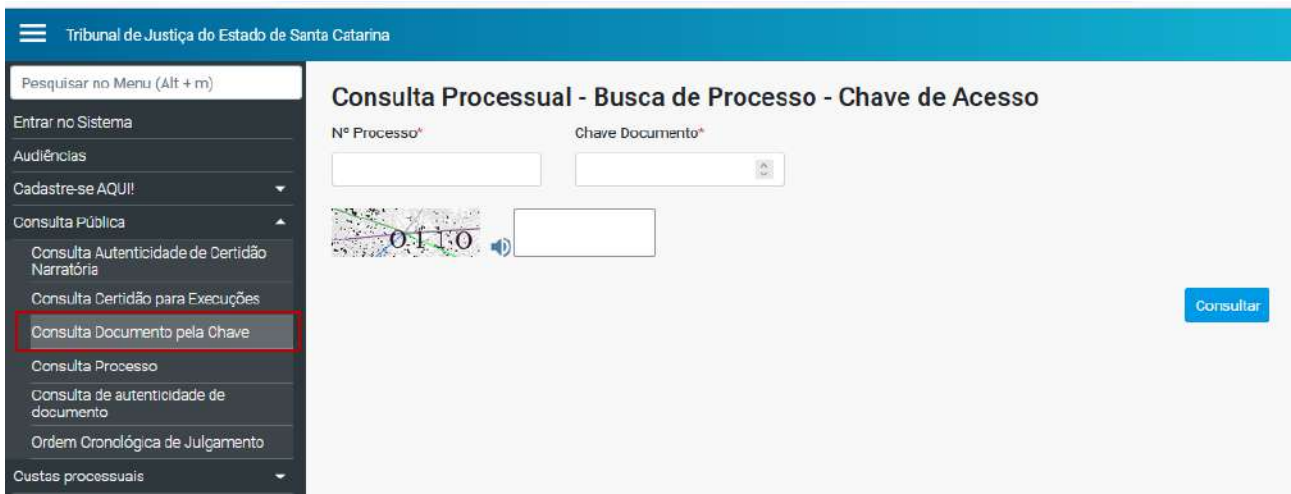 Tribunal de Justiça do Estado de Santa Catarina
Pesquisar no Menu (Alt + m)
Entrar no Sistema
Audiências
Cadastre-se AQUI!
Consulta Pública
Consulta Autenticidade de Certidão
Narratória
Consulta Certidão para Execuções
Consulta Documento pela Chave
Consulta Processo
Consulta de autenticidade de
documento
Ordem Cronológica de Julgamento
Custas processuais
Consulta Processual - Busca de Processo - Chave de Acesso
Nº Processo*
Chave Documento*
Consultar